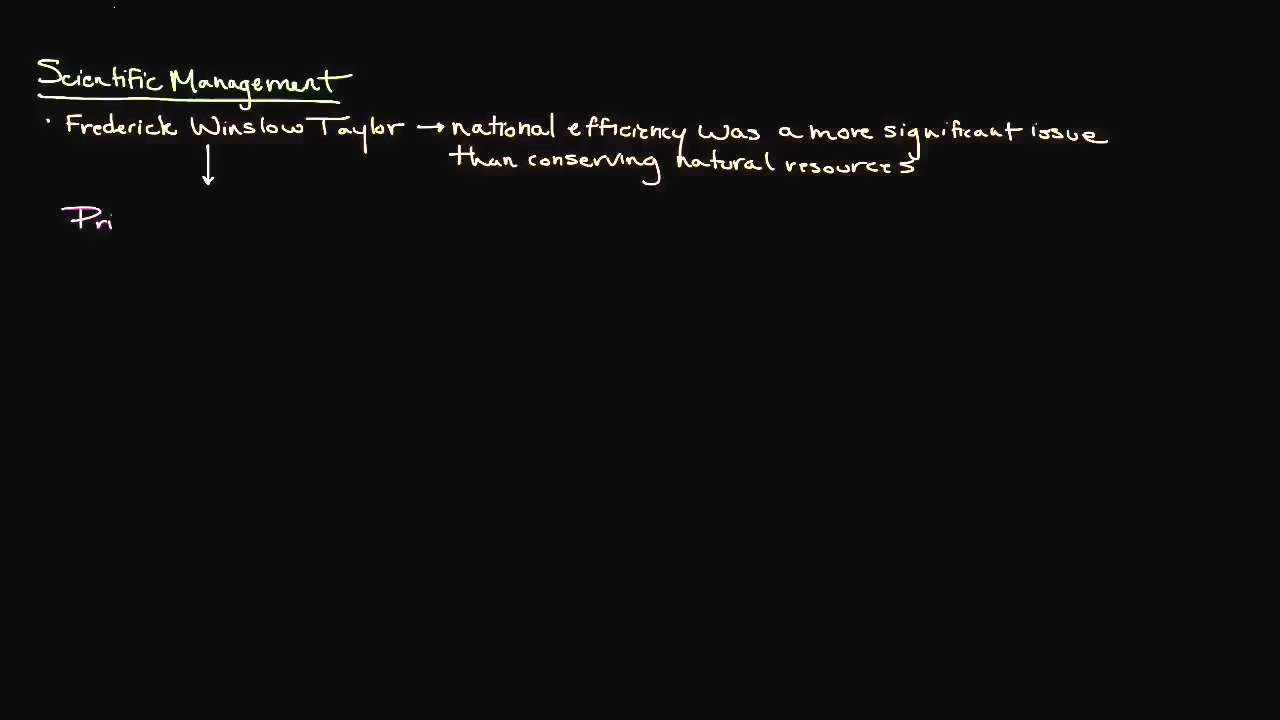 Scientific Management
· Frederick Winslow Taylor → national efficiency was a more significant issue
than conserving natural resources
Pri